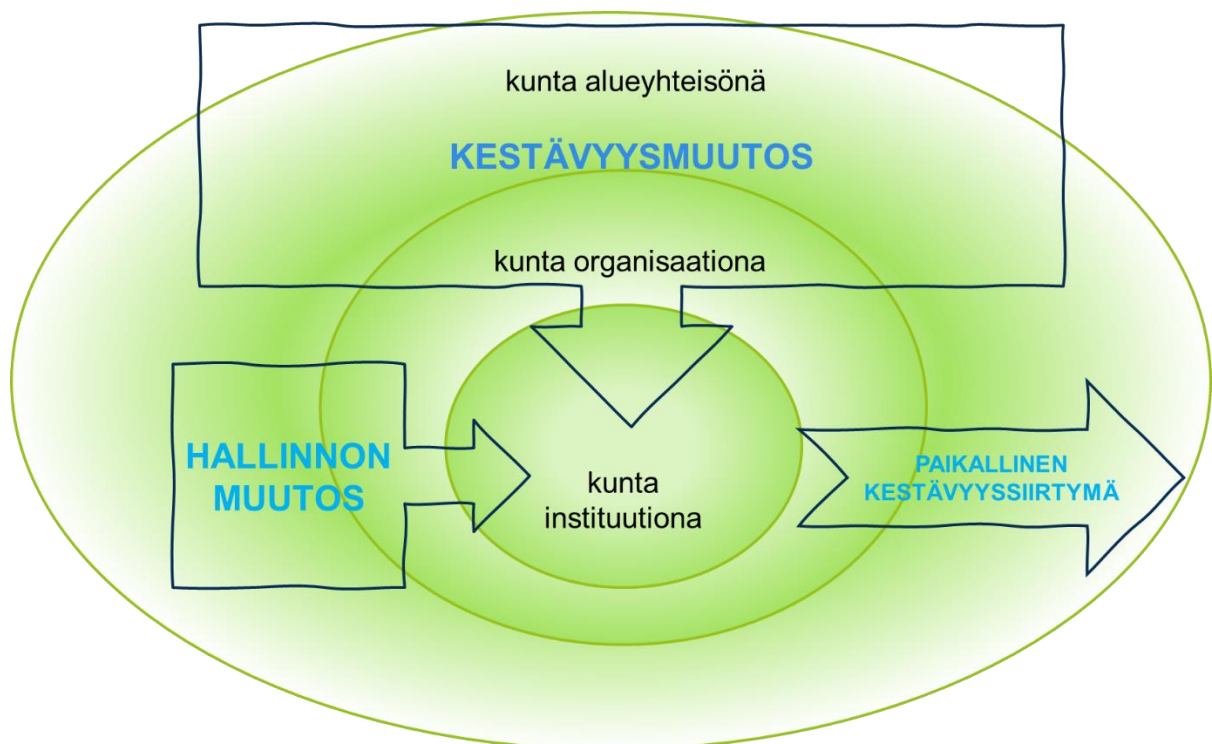 kunta alueyhteisönä
KESTÄVYYSMUUTOS
kunta organisaationa
HALLINNON
MUUTOS
kunta
instituutiona
PAIKALLINEN
KESTÄVYYSSIIRTYMÄ